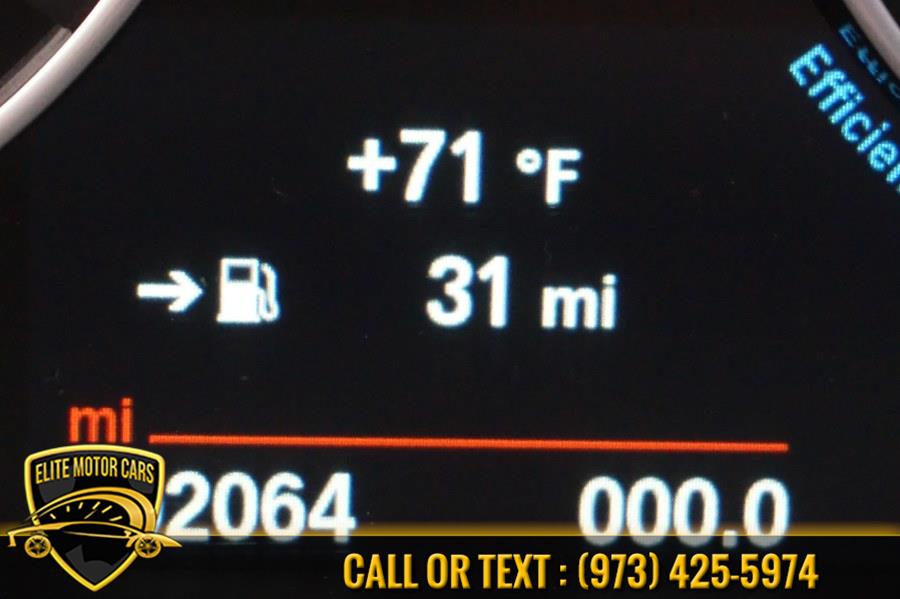 Efficien
+71 °F
31 mi
mi
2064 000.0
ELITE MOTOR CARS
CALL OR TEXT : (973) 425-5974